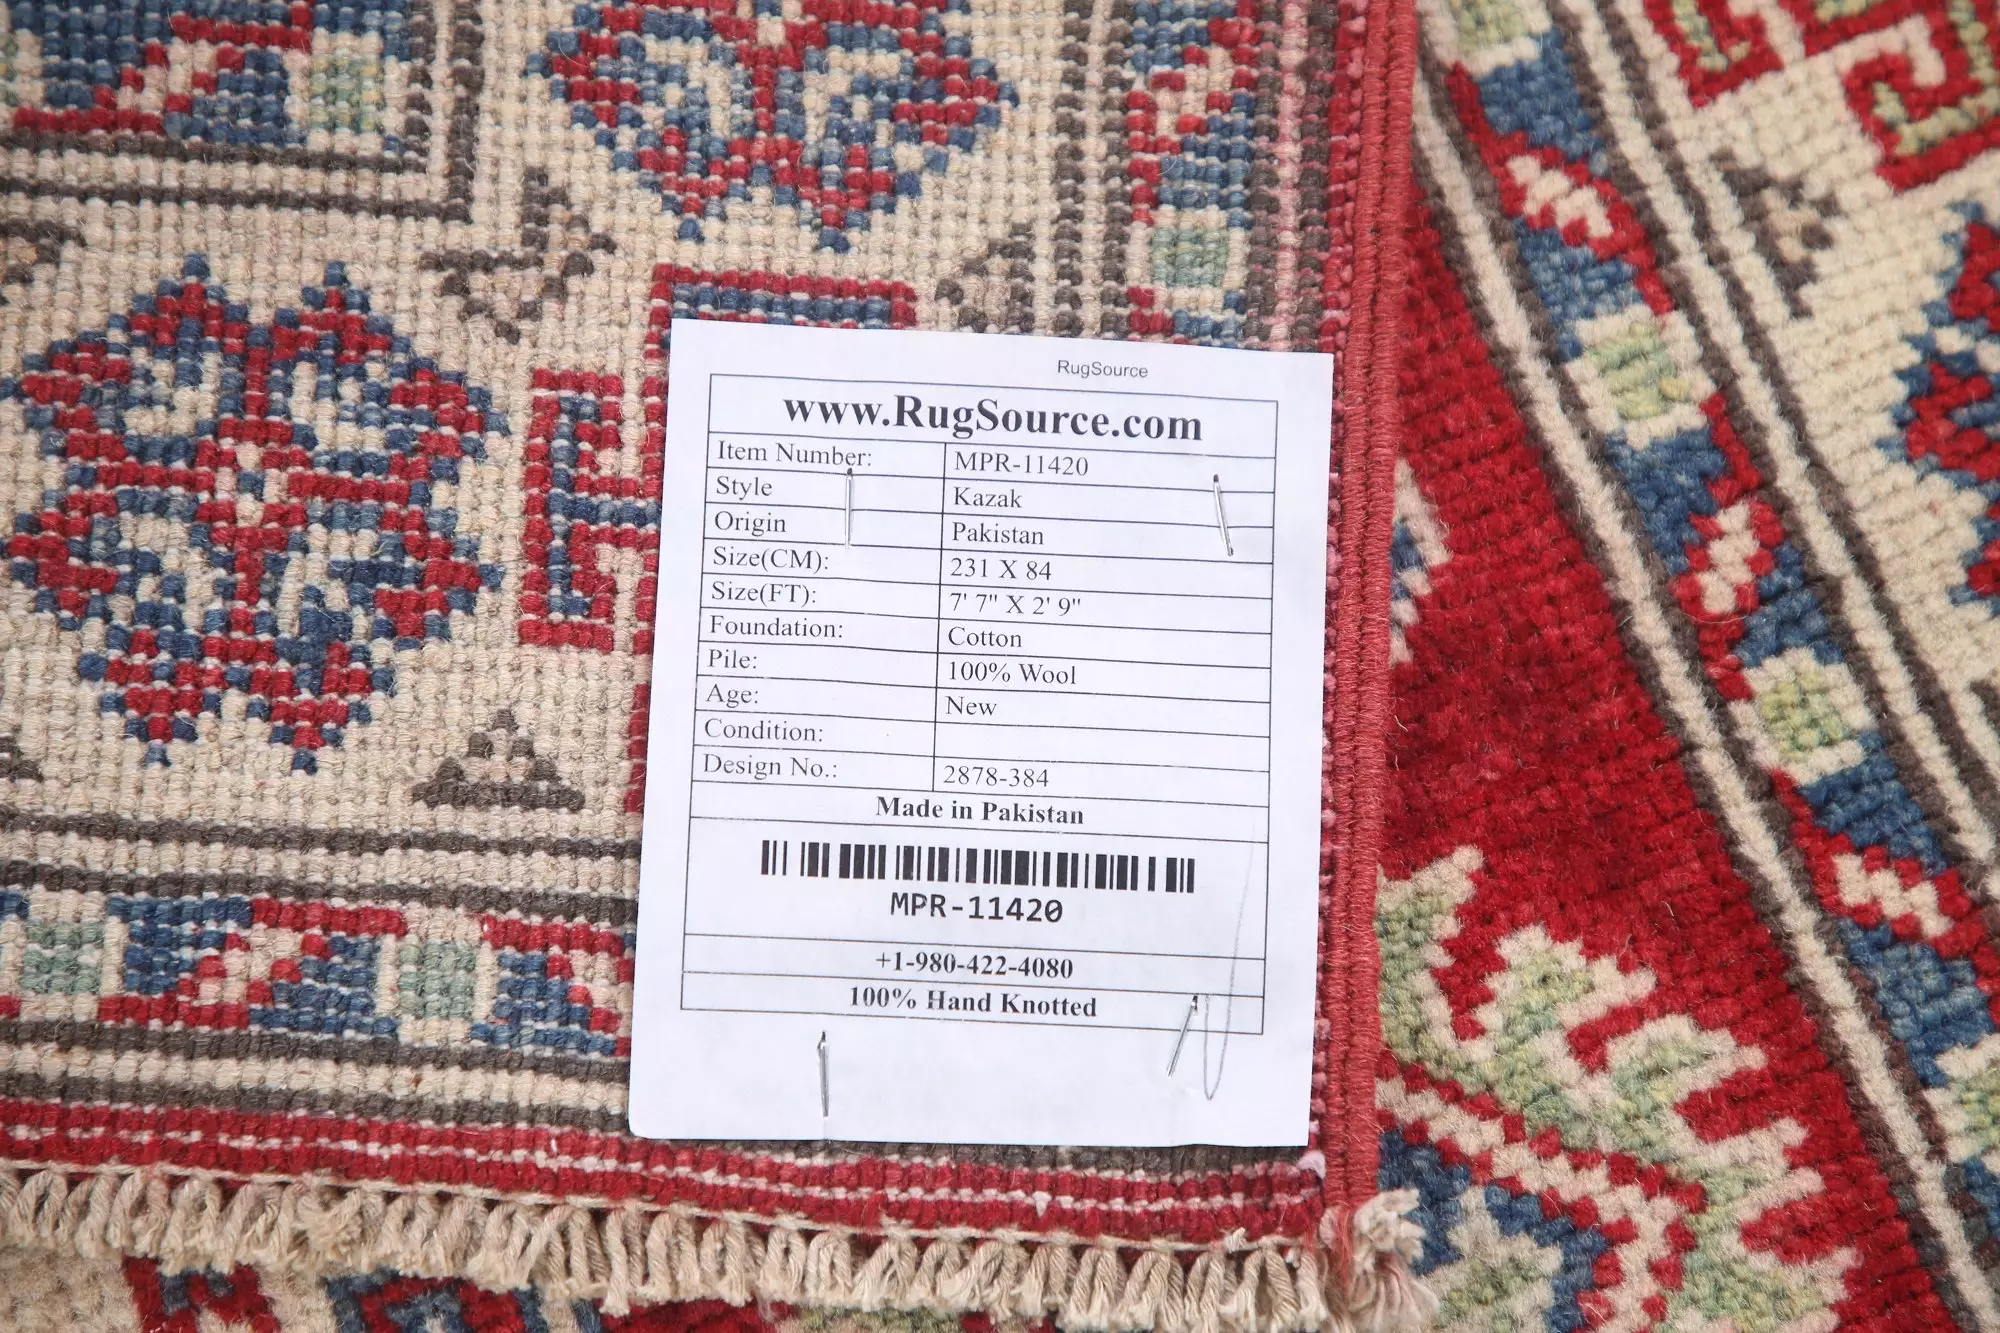 RugSource
www.RugSource.com
Item Number: MPR-11420
Style Kazak
Origin Pakistan
Size(CM): 231 X 84
Size(FT): 7' 7" X 2' 9"
Foundation: Cotton
Pile: 100% Wool
Age: New
Condition:
Design No.: 2878-384
Made in Pakistan
MPR-11420
+1-980-422-4080
100% Hand Knotted